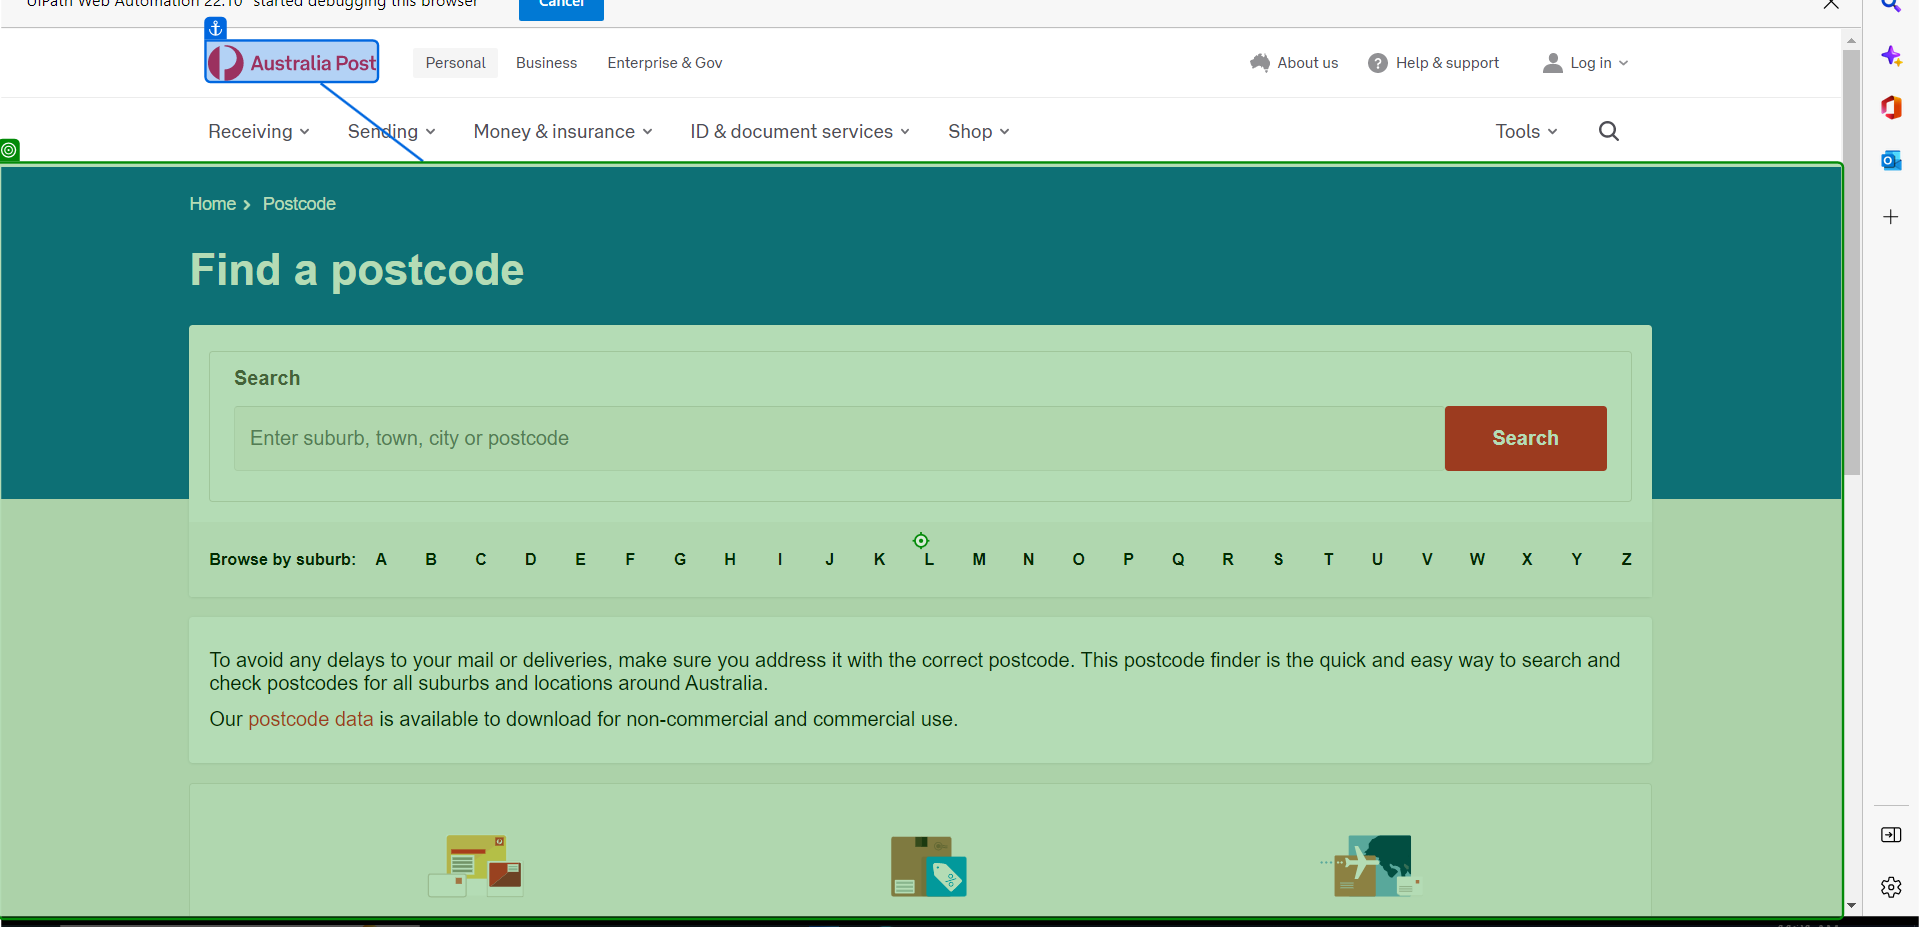 UiPath Web Automation 22.10" started debugging this browser
Cancel
Australia Post
Personal Business Enterprise & Gov
About us Help & support Log in
Receiving Sending Money & insurance ID & document services Shop Tools
Home > Postcode
Find a postcode
Search
Enter suburb, town, city or postcode
Search
Browse by suburb: A B C D E F G H I J K L M N O P Q R S T U V W X Y Z
To avoid any delays to your mail or deliveries, make sure you address it with the correct postcode. This postcode finder is the quick and easy way to search and
check postcodes for all suburbs and locations around Australia.
Our postcode data is available to download for non-commercial and commercial use.